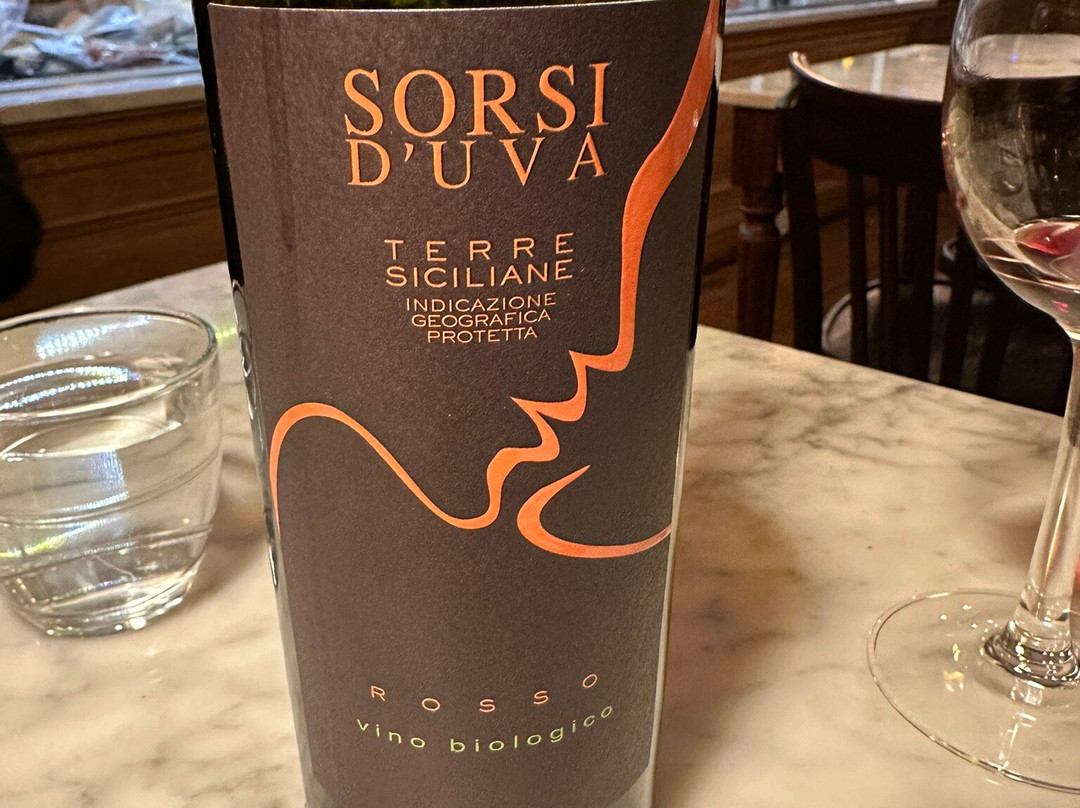 SORSI
D'UVA
TERRE
SICILIANE
INDICAZIONE
GEOGRAFICA
PROTETTA
ROSSO
vino biologico